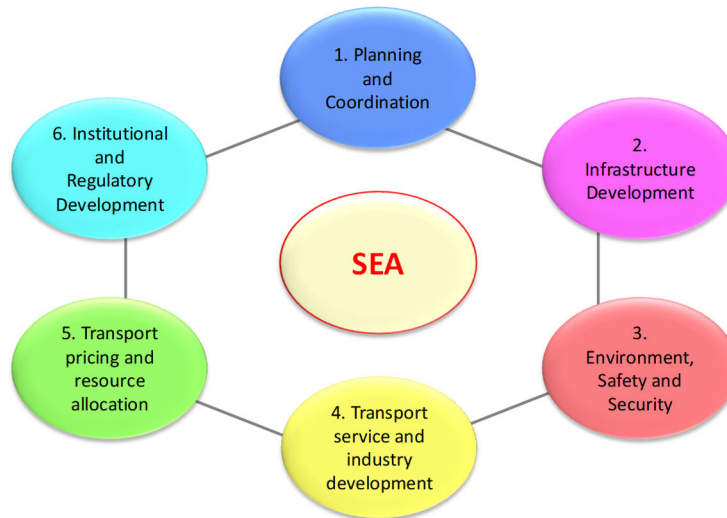 1. Planning
and
Coordination
2.
Infrastructure
Development
3.
Environment,
Safety and
Security
4. Transport
service and
industry
development
5. Transport
pricing and
resource
allocation
6. Institutional
and
Regulatory
Development
SEA